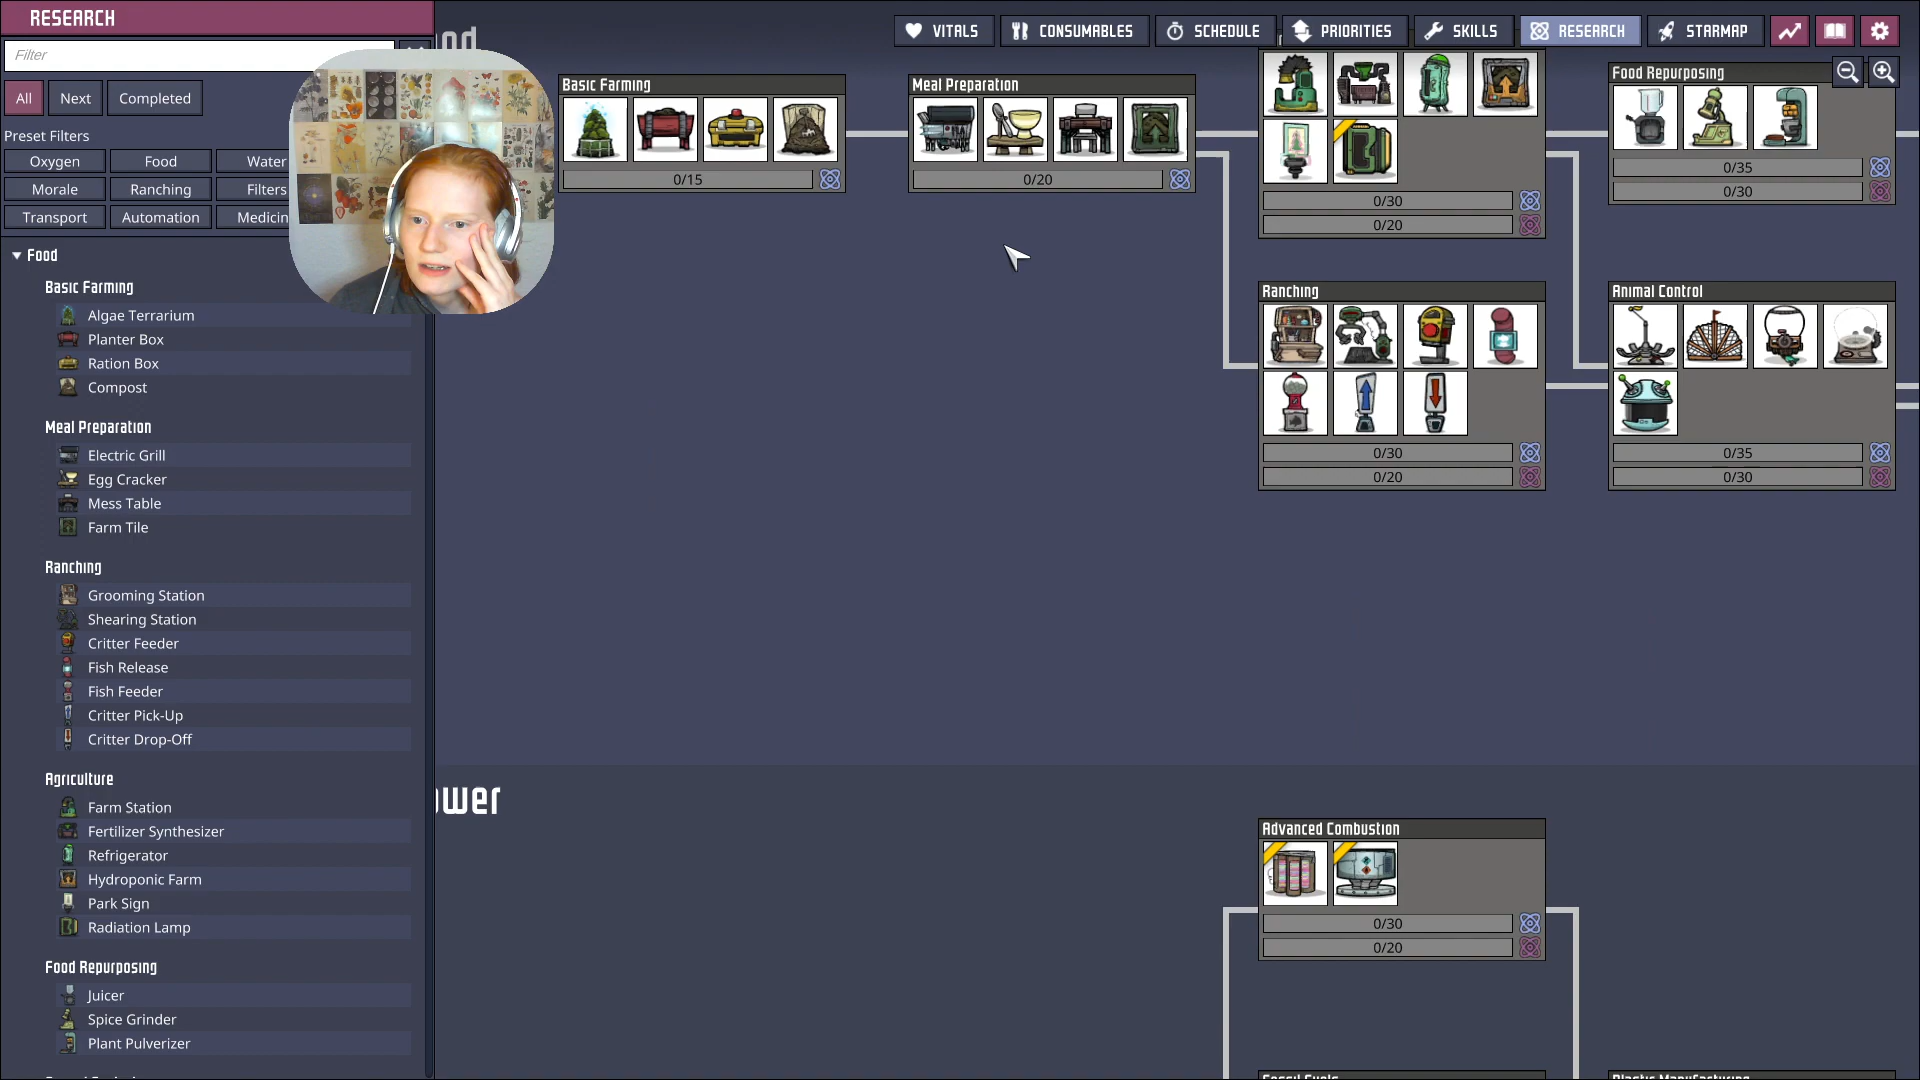 RESEARCH
VITALS
CONSUMABLES
SCHEDULE
PRIORITIES
SKILLS
RESEARCH
STARMAP
Filter
All
Next
Completed
Preset Filters
Oxygen
Food
Water
Morale
Ranching
Filters
Transport
Automation
Medicin
Food
Basic Farming
Algae Terrarium
Planter Box
Ration Box
Compost
Meal Preparation
Electric Grill
Egg Cracker
Mess Table
Farm Tile
Ranching
Grooming Station
Shearing Station
Critter Feeder
Fish Release
Fish Feeder
Critter Pick-Up
Critter Drop-Off
Agriculture
Farm Station
Fertilizer Synthesizer
Refrigerator
Hydroponic Farm
Park Sign
Radiation Lamp
Food Repurposing
Juicer
Spice Grinder
Plant Pulverizer
Basic Farming
0/15
Meal Preparation
0/20
0/30
0/20
Food Repurposing
0/35
0/30
Ranching
0/30
0/20
Animal Control
0/35
0/30
ower
Advanced Combustion
0/30
0/20
Fossil Fuels
Plastic Manufacturing